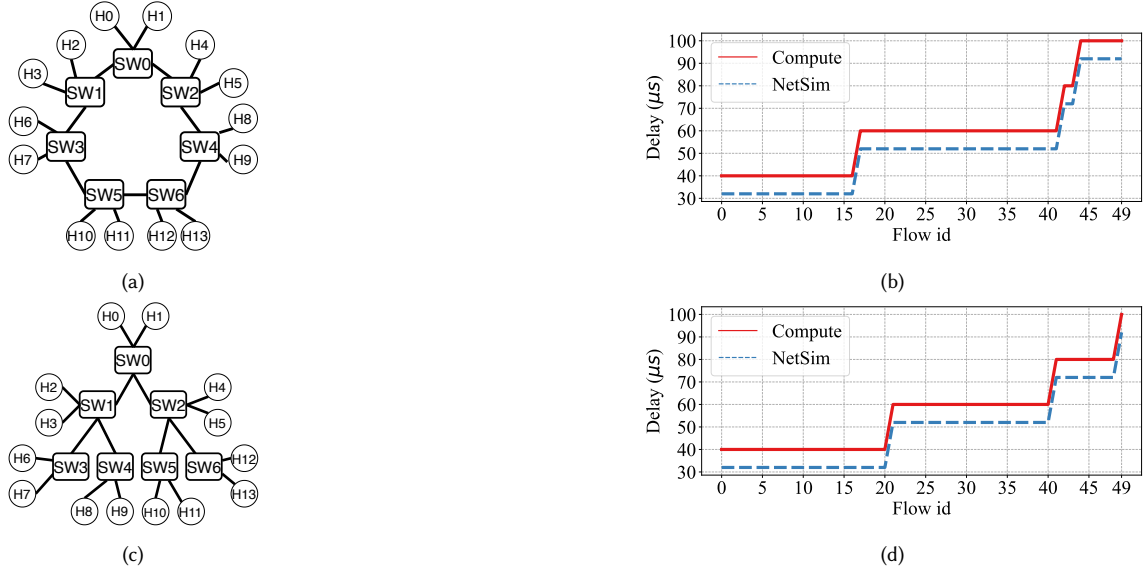 H0 H1
H2 H4
SW0
H3 H5
SW1 SW2
H6 H8
SW3 SW4
H7 H9
SW5 SW6
H10 H11 H12 H13
(a)
100
90
80
70
60
50
40
30
Delay (μs)
Compute
NetSim
0 5 10 15 20 25 30 35 40 45 49
Flow id
(b)
H0 H1
SW0
H2 H4
SW1 SW2
H3 H5
H6 H12
SW3 SW4 SW5 SW6
H7 H13
H8 H9 H10 H11
(c)
100
90
80
70
60
50
40
30
Delay (μs)
Compute
NetSim
0 5 10 15 20 25 30 35 40 45 49
Flow id
(d)